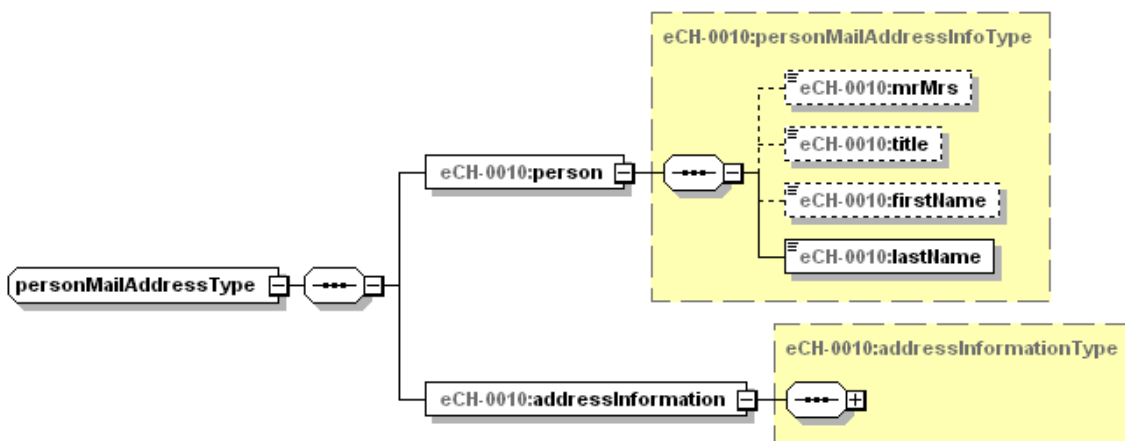 eCH-0010:personMailAddressInfoType
eCH-0010:mrMrs
eCH-0010:title
eCH-0010:person
eCH-0010:firstName
eCH-0010:lastName
personMailAddressType
eCH-0010:addressInformationType
eCH-0010:addressInformation